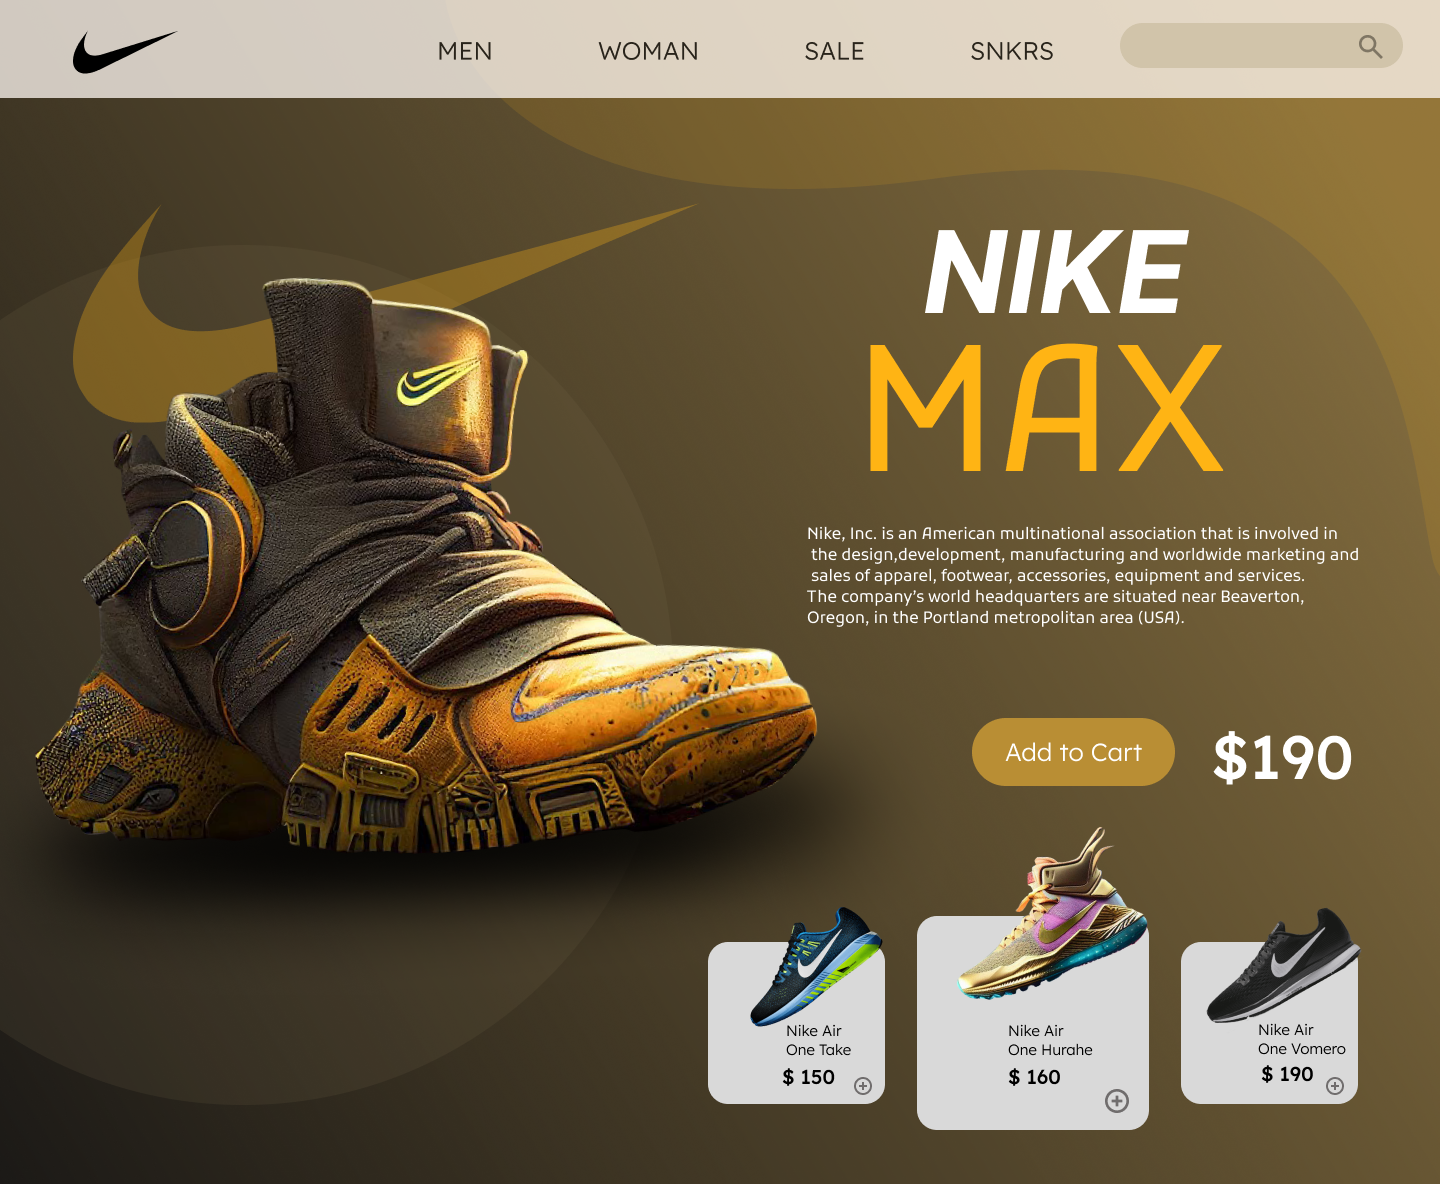 MEN WOMAN SALE SNKRS
NIKE
MAX
Nike, Inc. is an American multinational association that is involved in
the design,development, manufacturing and worldwide marketing and
sales of apparel, footwear, accessories, equipment and services.
The company's world headquarters are situated near Beaverton,
Oregon, in the Portland metropolitan area (USA).
Add to Cart
$190
Nike Air
One Take
$ 150
Nike Air
One Hurahe
$ 160
Nike Air
One Vomero
$ 190